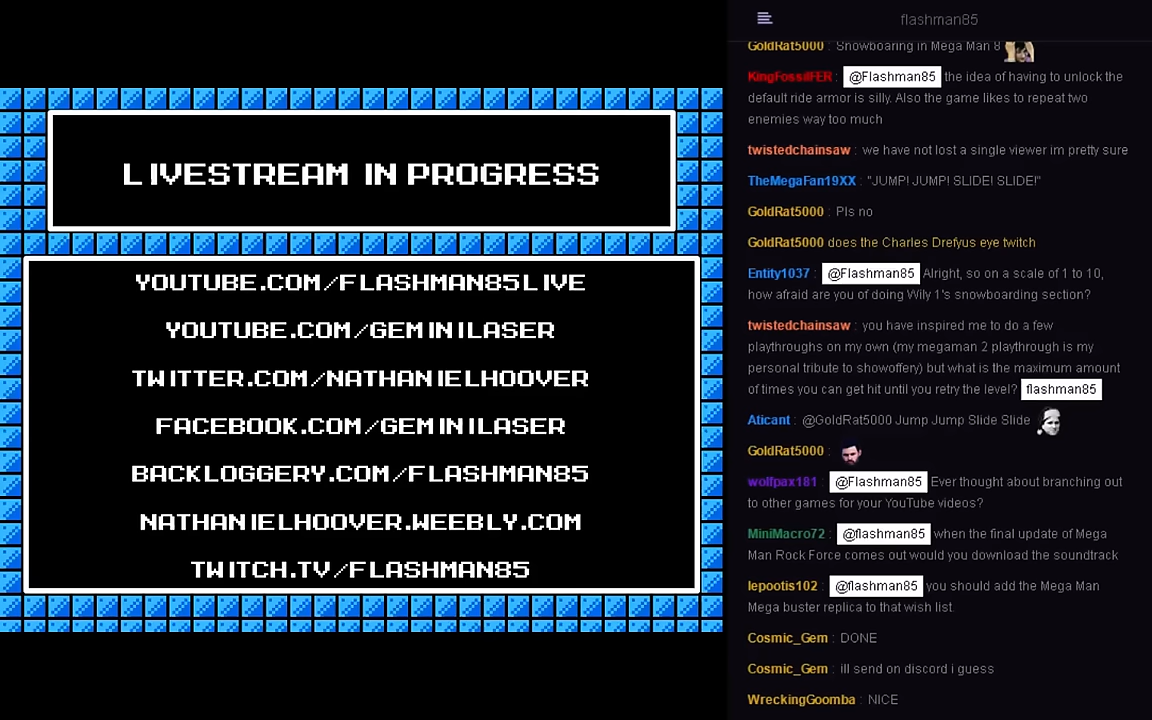 LIVESTREAM IN PROGRESS
YOUTUBE.COM/FLASHMAN85LIVE
YOUTUBE.COM/GEMINILASER
TWITTER.COM/NATHANIELHOOVER
FACEBOOK.COM/GEMINILASER
BACKLOGGERY.COM/FLASHMAN85
NATHANIELHOOVER.WEEBLY.COM
TWITCH.TV/FLASHMAN85
flashman85
GoldRat5000 : Snowboaring in Mega Man 8
KingFossilFER : @Flashman85 the idea of having to unlock the
default ride armor is silly. Also the game likes to repeat two
enemies way too much
twistedchainsaw : we have not lost a single viewer im pretty sure
TheMegaFan19XX : "JUMP! JUMP! SLIDE! SLIDE!"
GoldRat5000 : Pls no
GoldRat5000 does the Charles Drefyus eye twitch
Entity1037 : @Flashman85 Alright, so on a scale of 1 to 10,
how afraid are you of doing Wily 1's snowboarding section?
twistedchainsaw : you have inspired me to do a few
playthroughs on my own (my megaman 2 playthrough is my
personal tribute to showoffery) but what is the maximum amount
of times you can get hit until you retry the level? flashman85
Aticant : @GoldRat5000 Jump Jump Slide Slide
GoldRat5000 :
wolfpax181 : @Flashman85 Ever thought about branching out
to other games for your YouTube videos?
MiniMacro72 : @flashman85 when the final update of Mega
Man Rock Force comes out would you download the soundtrack
lepootis102 : @flashman85 you should add the Mega Man
Mega buster replica to that wish list.
Cosmic_Gem : DONE
Cosmic_Gem : ill send on discord i guess
WreckingGoomba : NICE